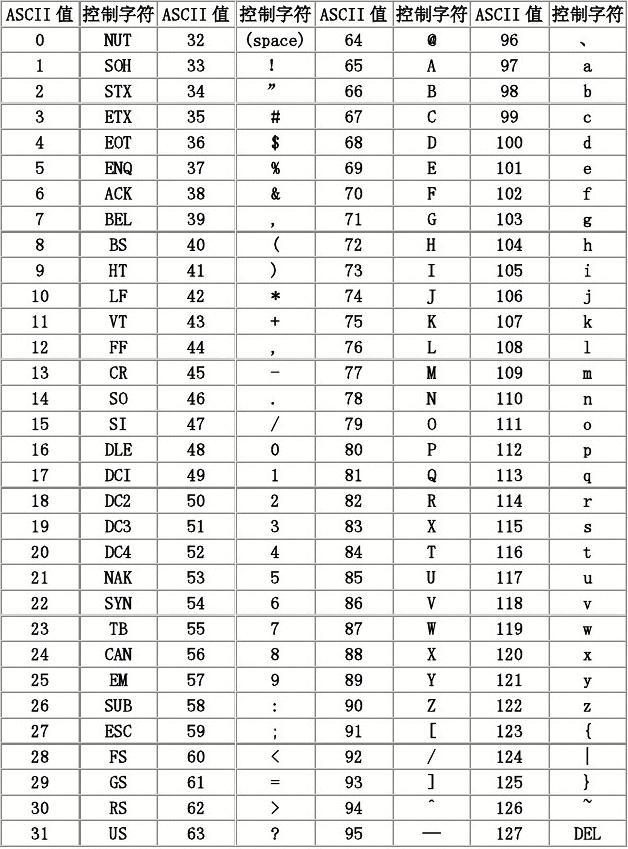 ASCII 值 控制字符 ASCII 值 控制字符 ASCII 值 控制字符 ASCII 值 控制字符
0 NUT 32 (space) 64 @ 96 、
1 SOH 33 ! 65 A 97 a
2 STX 34 ” 66 B 98 b
3 ETX 35 # 67 C 99 c
4 EOT 36 $ 68 D 100 d
5 ENQ 37 % 69 E 101 e
6 ACK 38 & 70 F 102 f
7 BEL 39 , 71 G 103 g
8 BS 40 ( 72 H 104 h
9 HT 41 ) 73 I 105 i
10 LF 42 * 74 J 106 j
11 VT 43 + 75 K 107 k
12 FF 44 , 76 L 108 l
13 CR 45 - 77 M 109 m
14 SO 46 . 78 N 110 n
15 SI 47 / 79 O 111 o
16 DLE 48 0 80 P 112 p
17 DCI 49 1 81 Q 113 q
18 DC2 50 2 82 R 114 r
19 DC3 51 3 83 X 115 s
20 DC4 52 4 84 T 116 t
21 NAK 53 5 85 U 117 u
22 SYN 54 6 86 V 118 v
23 TB 55 7 87 W 119 w
24 CAN 56 8 88 X 120 x
25 EM 57 9 89 Y 121 y
26 SUB 58 : 90 Z 122 z
27 ESC 59 ; 91 [ 123 {
28 FS 60 < 92 / 124 |
29 GS 61 = 93 ] 125 }
30 RS 62 > 94 ^ 126 ~
31 US 63 ? 95 — 127 DEL